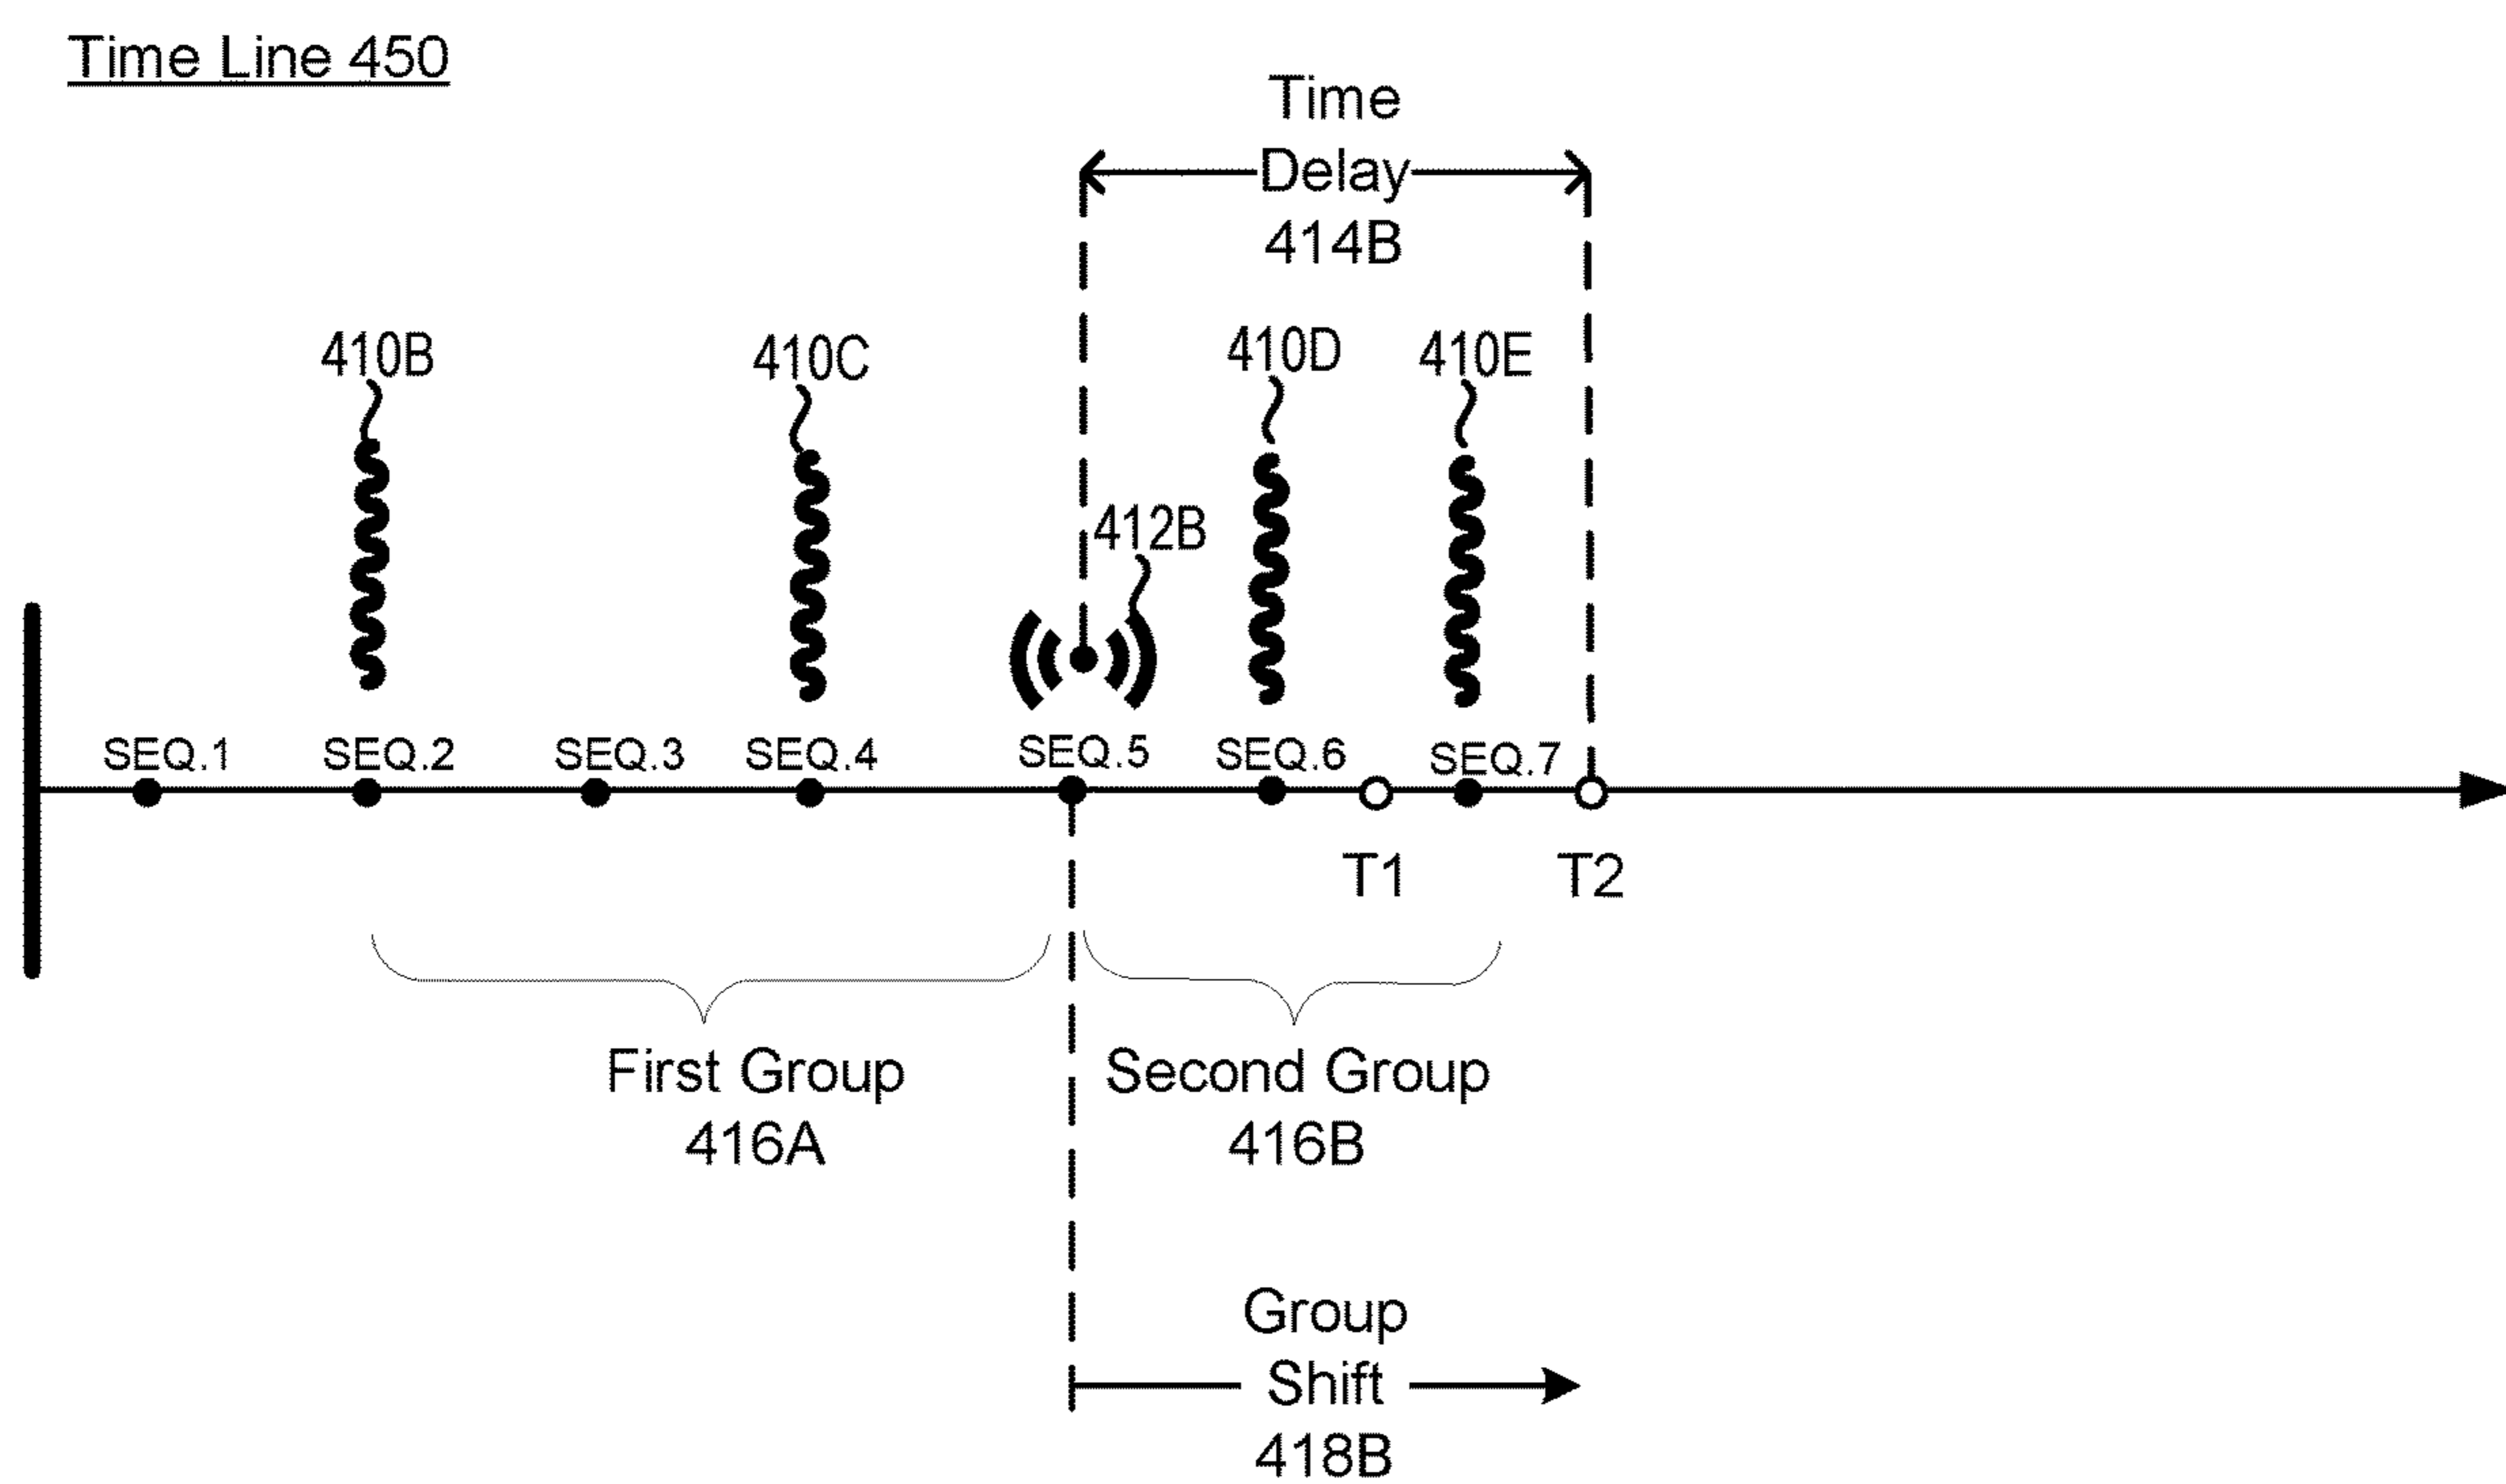 Time Line 450
Time
Delay
414B
410B
410C
410D
410E
412B
SEQ.1
SEQ.2
SEQ.3
SEQ.4
SEQ.5
SEQ.6
SEQ.7
T1
T2
First Group
416A
Second Group
416B
Group
Shift
418B